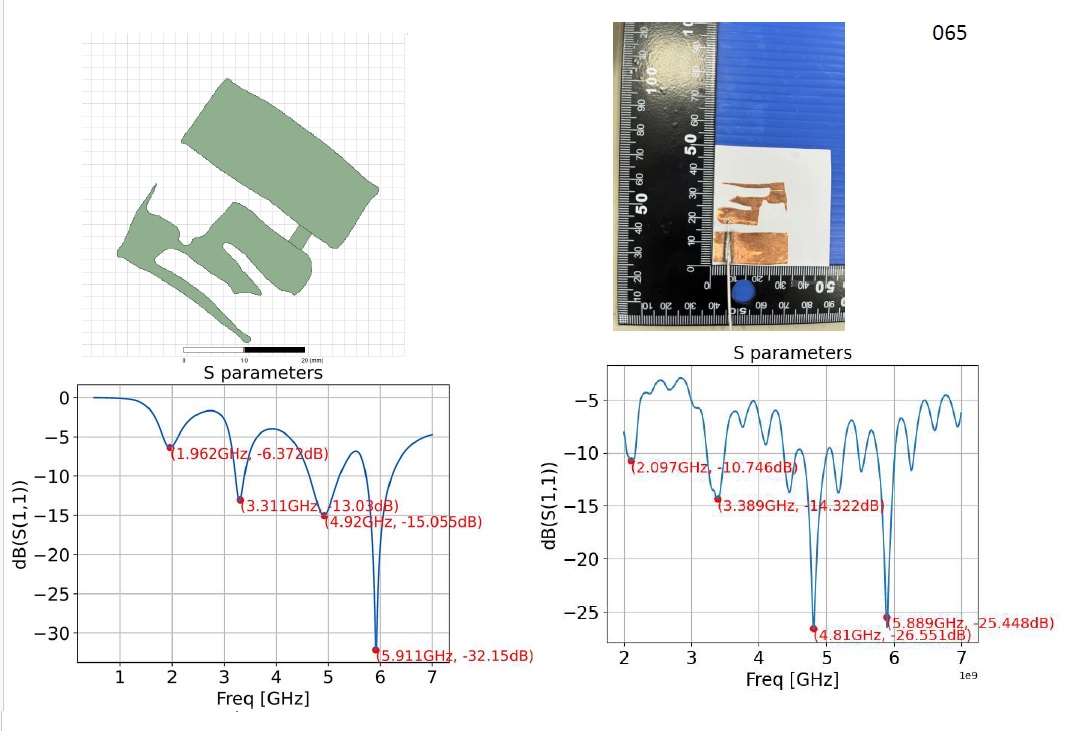 065
0 10 20 (mm)
S parameters
0
−5
−10
−15
−20
−25
−30
dB(S(1,1))
(1.962GHz, -6.372dB)
(3.311GHz, -13.03dB)
(4.92GHz, -15.055dB)
(5.911GHz, -32.15dB)
1 2 3 4 5 6 7
Freq [GHz]
S parameters
−5
−10
−15
−20
−25
dB(S(1,1))
(2.097GHz, -10.746dB)
(3.389GHz, -14.322dB)
(5.889GHz, -25.448dB)
(4.81GHz, -26.551dB)
2 3 4 5 6 7
1e9
Freq [GHz]